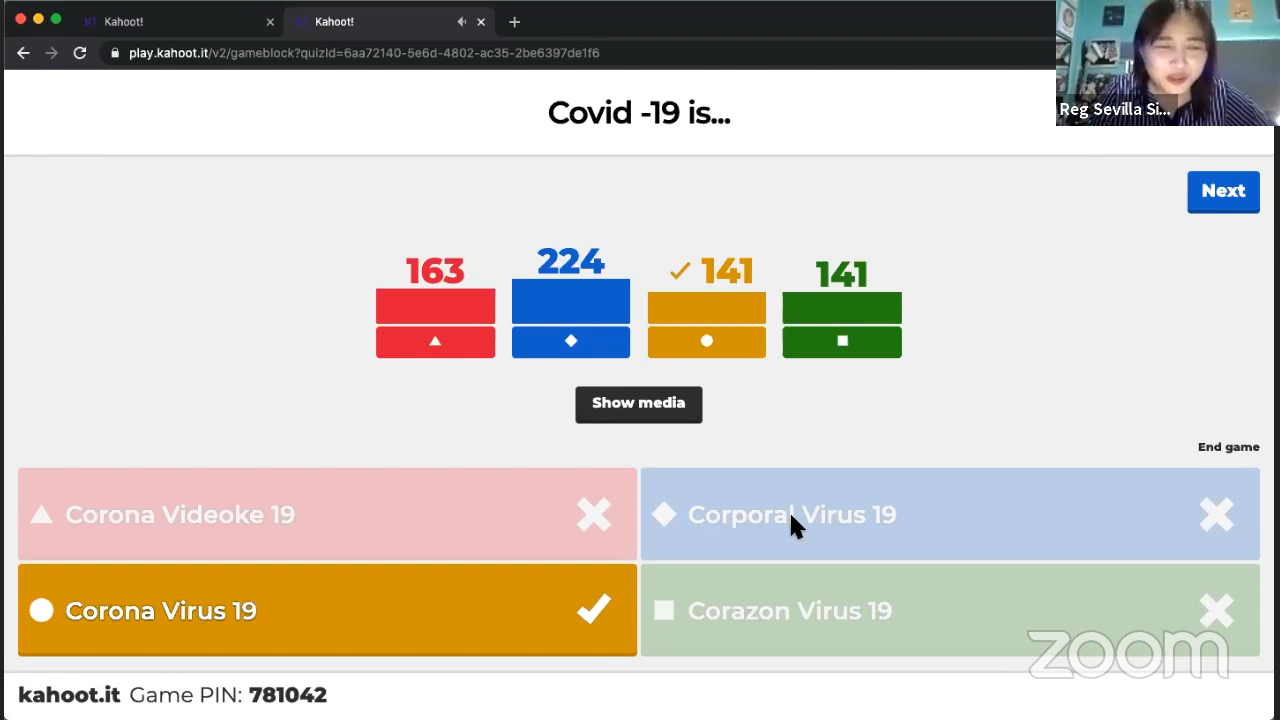 Kahoot!
Kahoot!
play.kahoot.it/v2/gameblock?quizId=6aa72140-5e6d-4802-ac35-2be6397de1f6
Reg Sevilla Si...
Covid -19 is...
Next
163
224
141
141
Show media
End game
Corona Videoke 19
Corporal Virus 19
Corona Virus 19
Corazon Virus 19
zoom
kahoot.it Game PIN: 781042